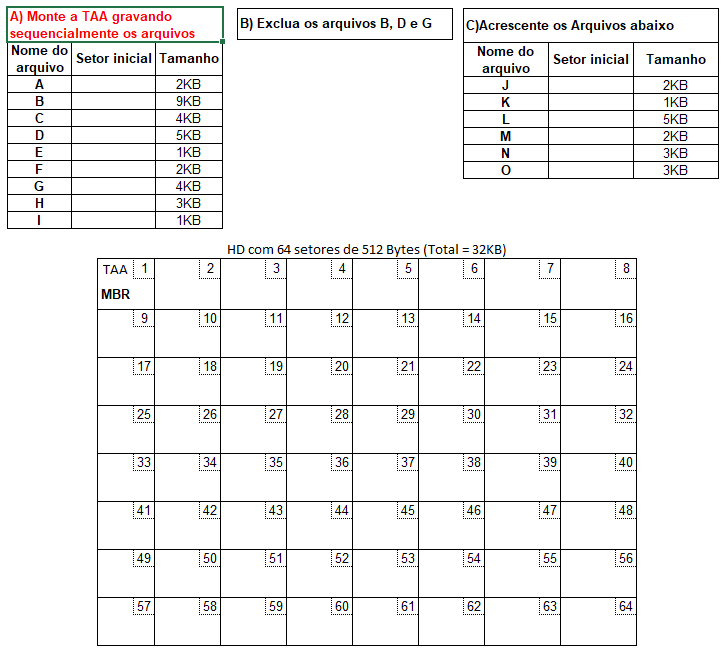 A) Monte a TAA gravando
sequencialmente os arquivos
Nome do arquivo Setor inicial Tamanho
A 2KB
B 9KB
C 4KB
D 5KB
E 1KB
F 2KB
G 4KB
H 3KB
I 1KB
B) Exclua os arquivos B, D e G
C)Acrescente os Arquivos abaixo
Nome do arquivo Setor inicial Tamanho
J 2KB
K 1KB
L 5KB
M 2KB
N 3KB
O 3KB
HD com 64 setores de 512 Bytes (Total = 32KB)
TAA 1 2 3 4 5 6 7 8
MBR
9 10 11 12 13 14 15 16
17 18 19 20 21 22 23 24
25 26 27 28 29 30 31 32
33 34 35 36 37 38 39 40
41 42 43 44 45 46 47 48
49 50 51 52 53 54 55 56
57 58 59 60 61 62 63 64